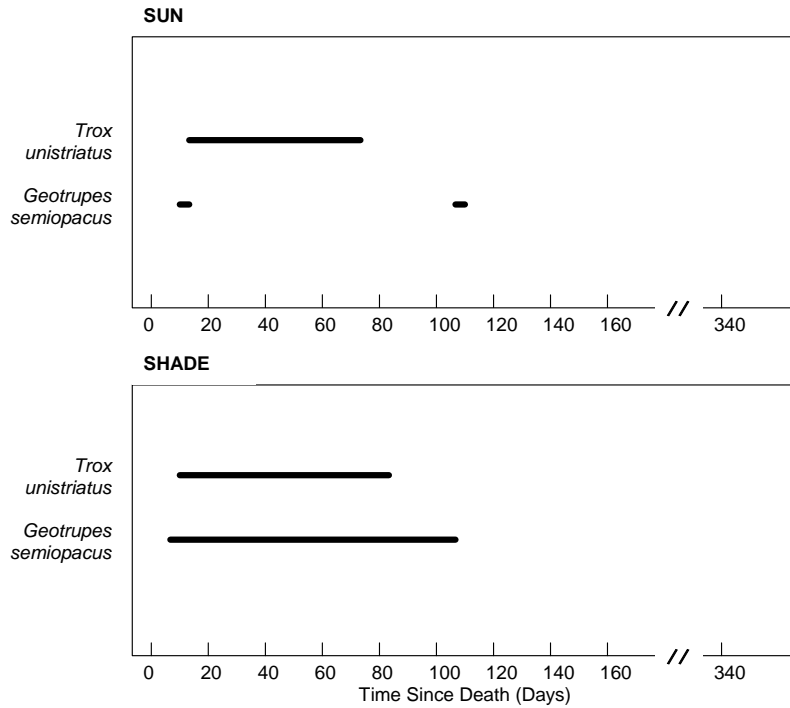 SUN
Trox
unistriatus
Geotrupes
semiopacus
0 20 40 60 80 100 120 140 160 // 340
SHADE
Trox
unistriatus
Geotrupes
semiopacus
0 20 40 60 80 100 120 140 160 // 340
Time Since Death (Days)